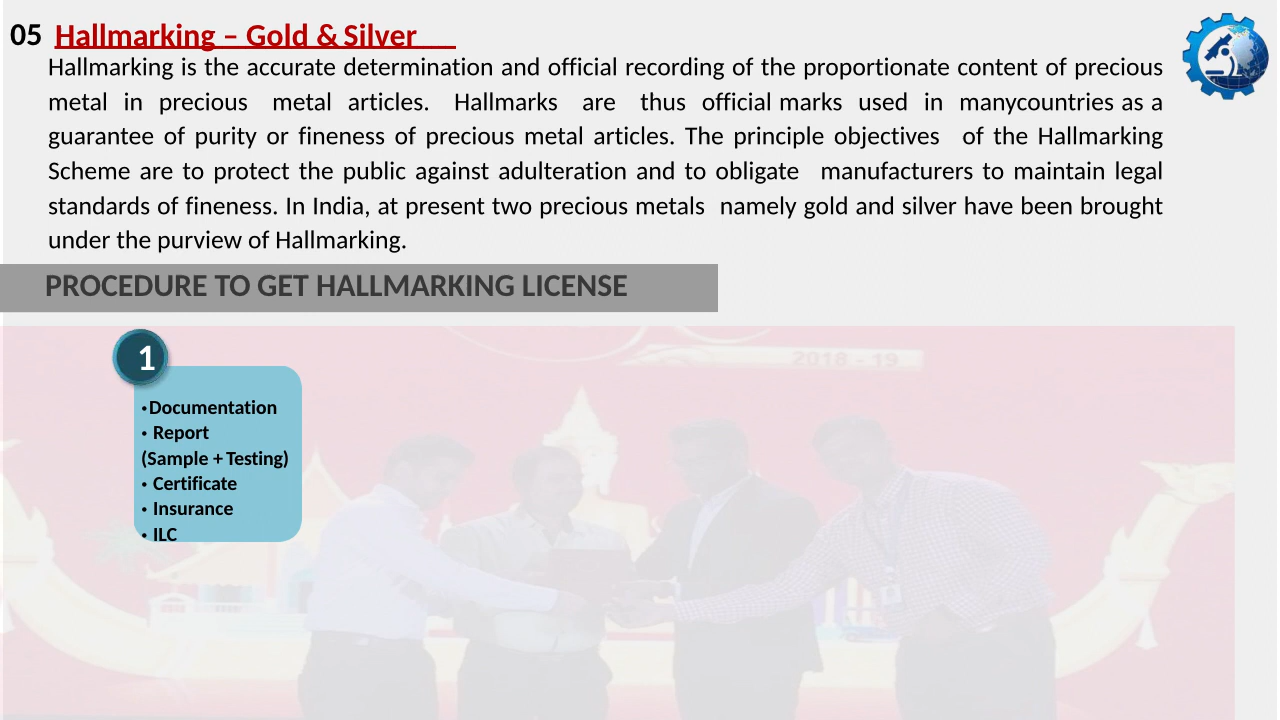 05 Hallmarking – Gold & Silver
Hallmarking is the accurate determination and official recording of the proportionate content of precious
metal in precious metal articles. Hallmarks are thus official marks used in manycountries as a
guarantee of purity or fineness of precious metal articles. The principle objectives of the Hallmarking
Scheme are to protect the public against adulteration and to obligate manufacturers to maintain legal
standards of fineness. In India, at present two precious metals namely gold and silver have been brought
under the purview of Hallmarking.
PROCEDURE TO GET HALLMARKING LICENSE
2018 - 19
1
•Documentation
• Report
(Sample + Testing)
• Certificate
• Insurance
• ILC